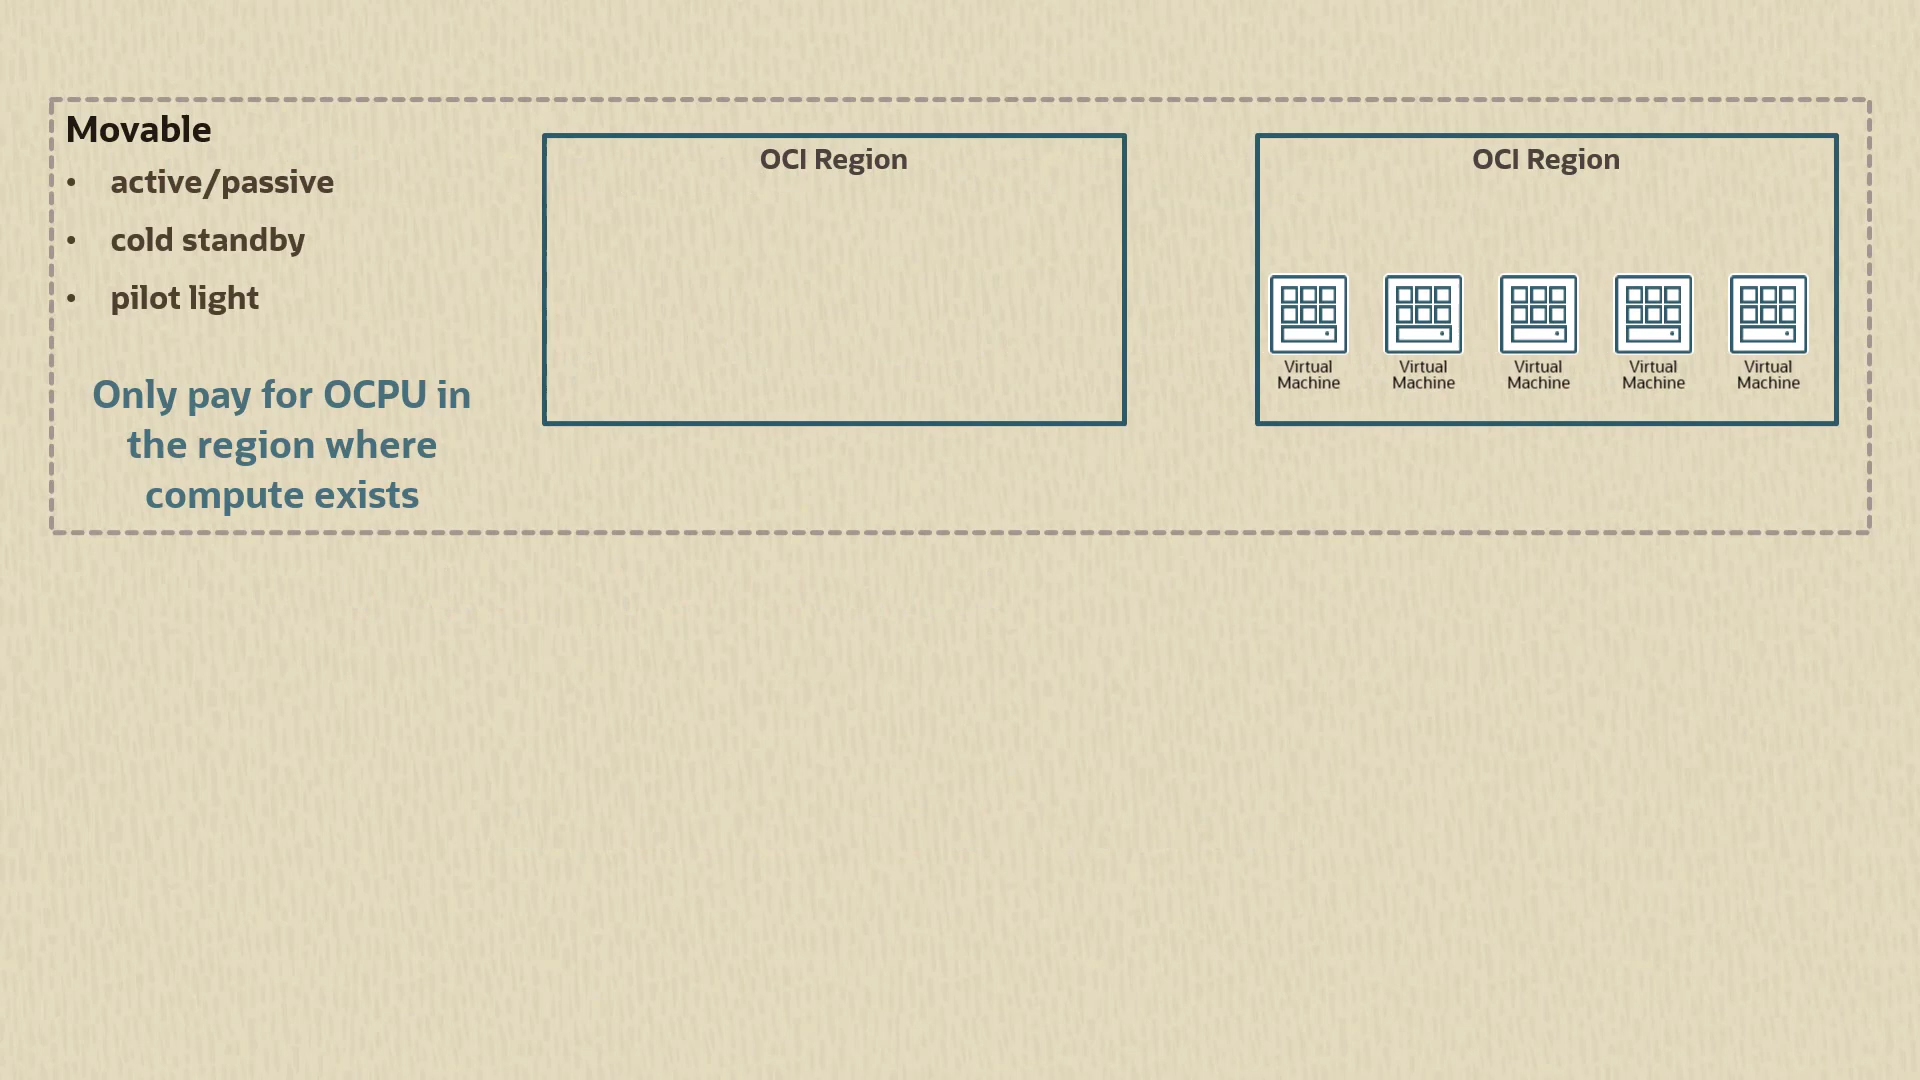 Movable
• active/passive
• cold standby
• pilot light
Only pay for OCPU in
the region where
compute exists
OCI Region
OCI Region
Virtual
Machine
Virtual
Machine
Virtual
Machine
Virtual
Machine
Virtual
Machine